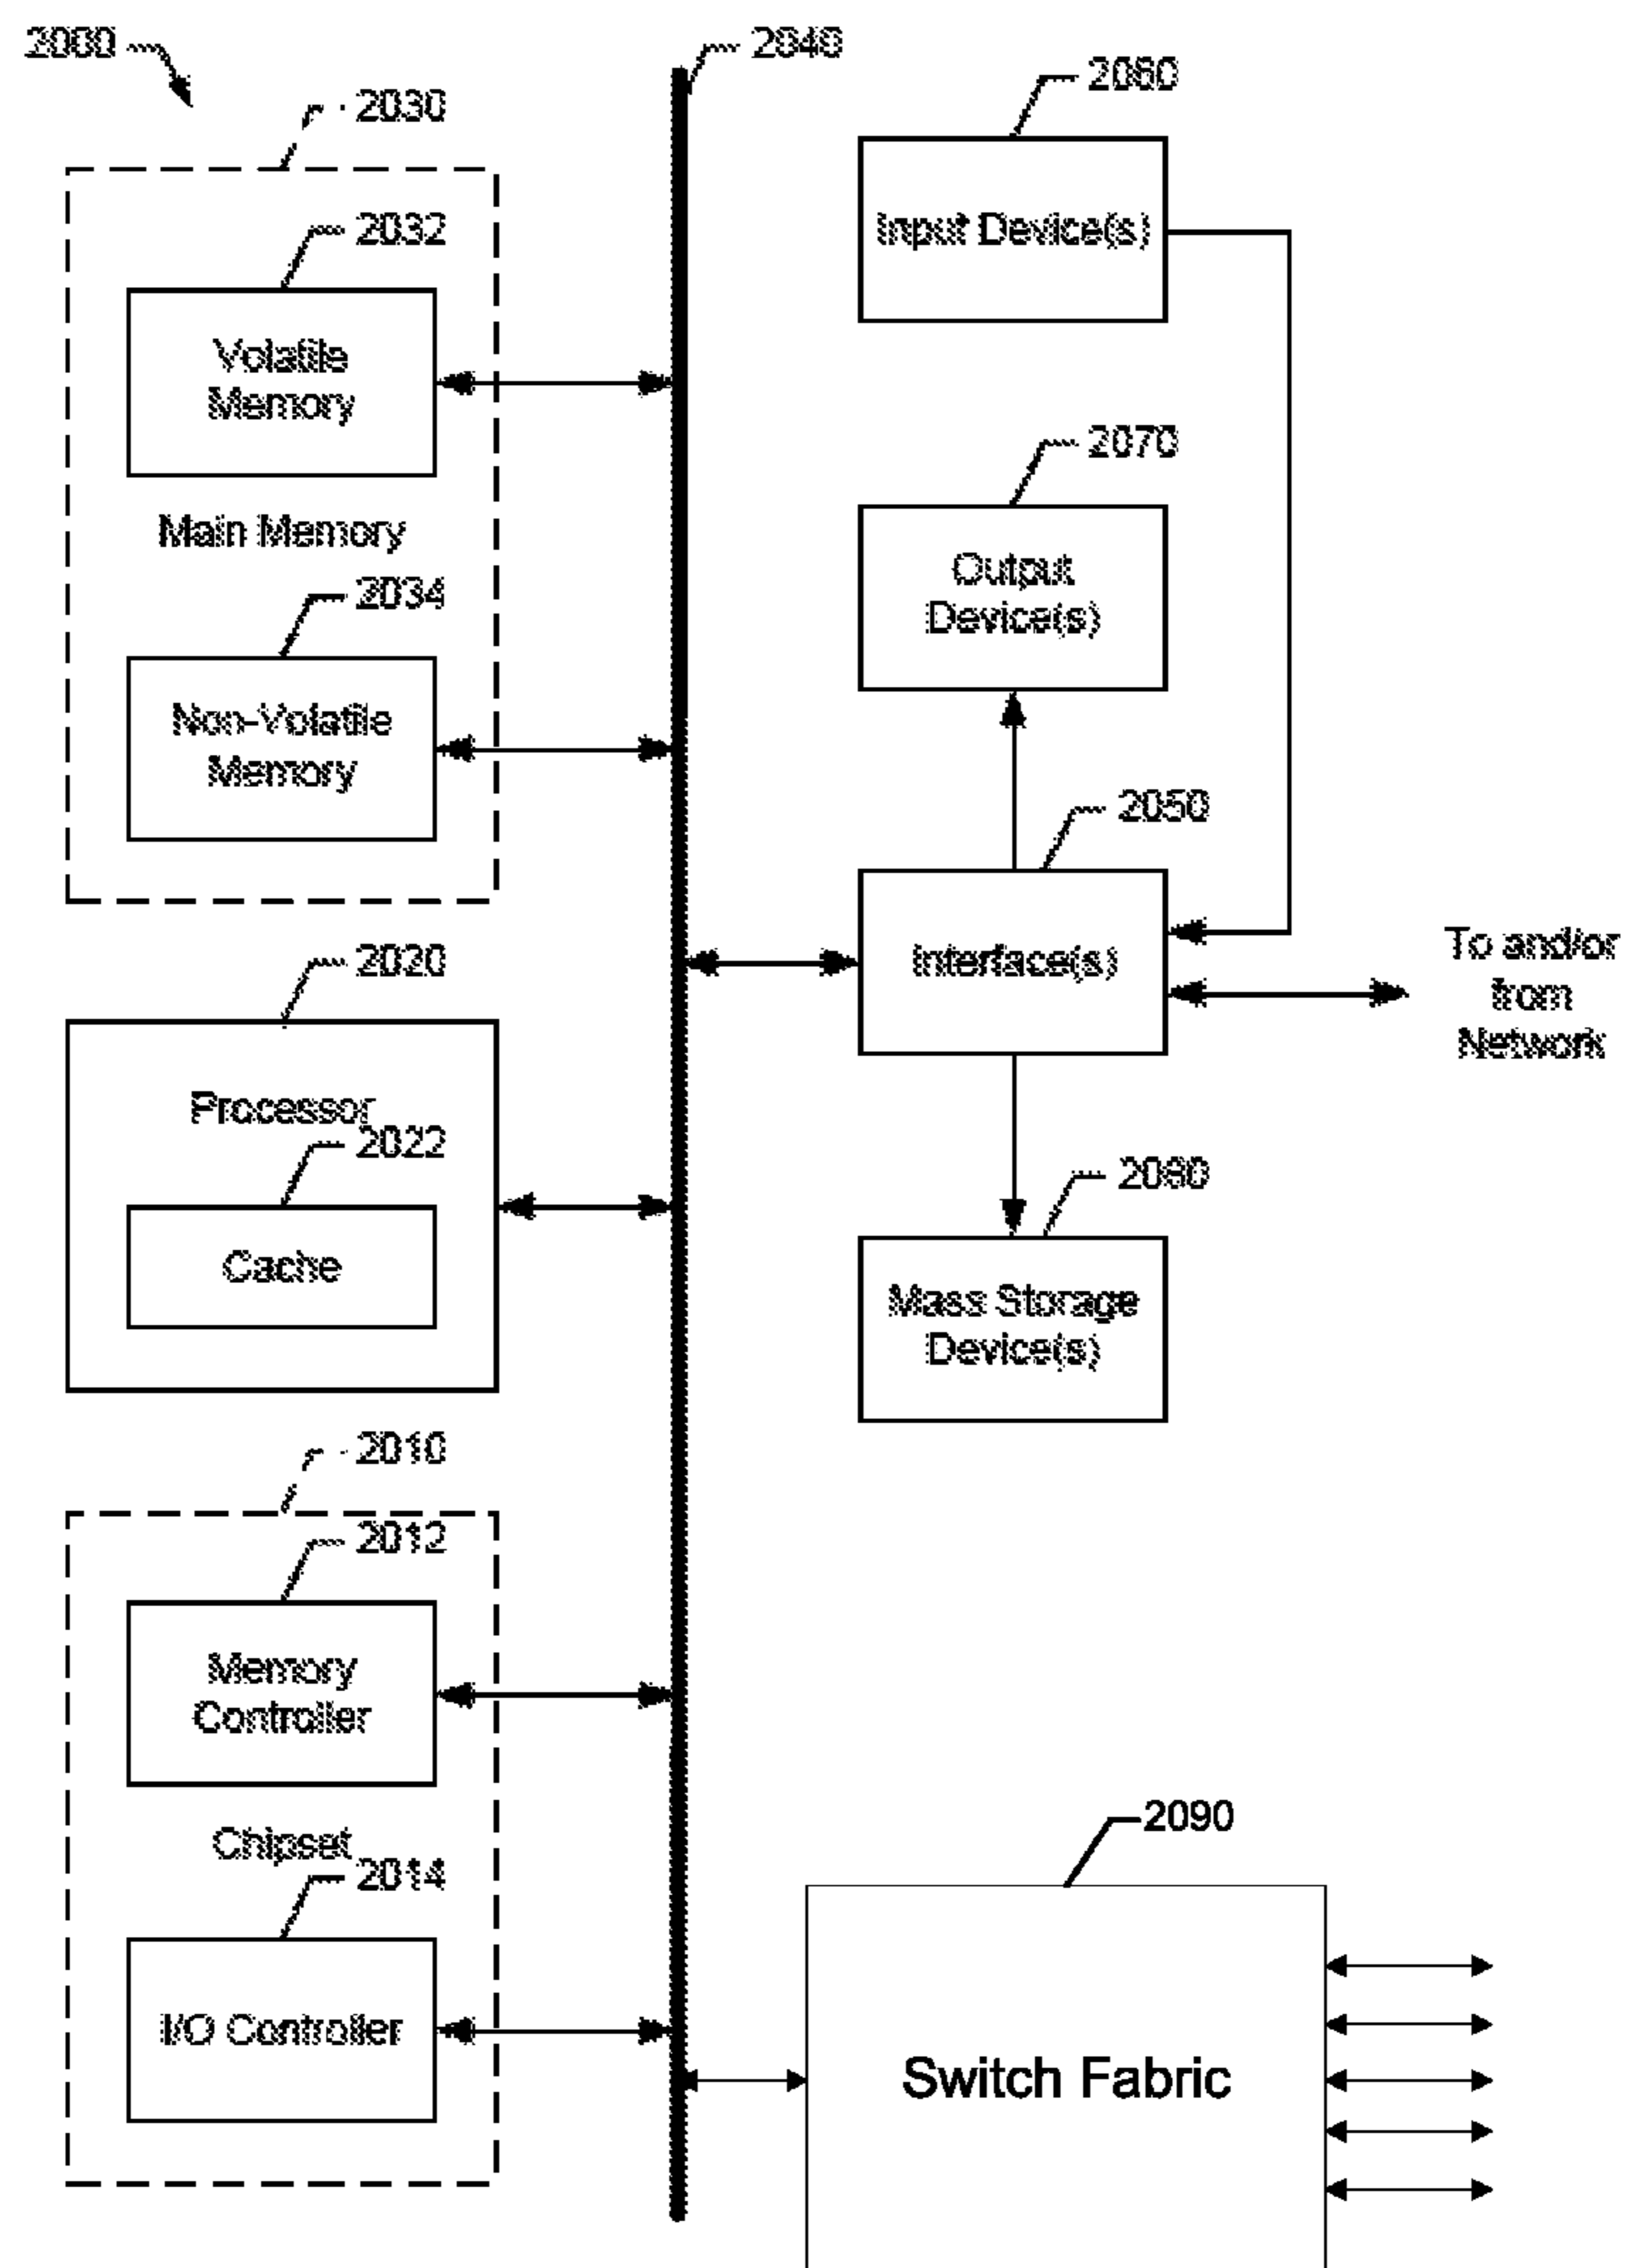 2000
2040
2030
2060
2032
Input Device(s)
Volatile
Memory
2070
Main Memory
Output
Device(s)
2034
Non-Volatile
Memory
2050
Interface(s)
To and/or
from
Network
2020
Processor
2022
Cache
2080
Mass Storage
Device(s)
2010
2012
Memory
Controller
Chipset
2014
I/O Controller
2090
Switch Fabric